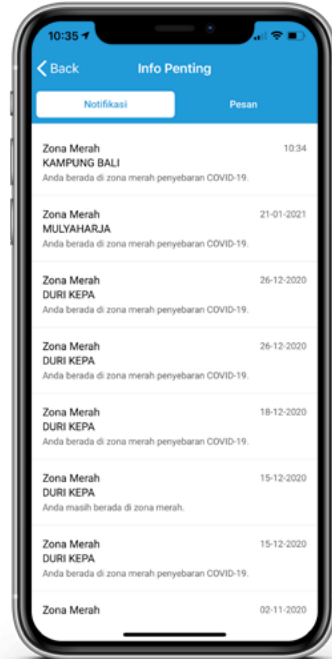 10:35
Back
Info Penting
Notifikasi
Pesan
Zona Merah
10:34
KAMPUNG BALI
Anda berada di zona merah penyebaran COVID-19.
Zona Merah
21-01-2021
MULYAHARJA
Anda berada di zona merah penyebaran COVID-19.
Zona Merah
26-12-2020
DURI KEPA
Anda berada di zona merah penyebaran COVID-19.
Zona Merah
26-12-2020
DURI KEPA
Anda berada di zona merah penyebaran COVID-19.
Zona Merah
18-12-2020
DURI KEPA
Anda berada di zona merah penyebaran COVID-19.
Zona Merah
15-12-2020
DURI KEPA
Anda masih berada di zona merah.
Zona Merah
15-12-2020
DURI KEPA
Anda berada di zona merah penyebaran COVID-19.
Zona Merah
02-11-2020